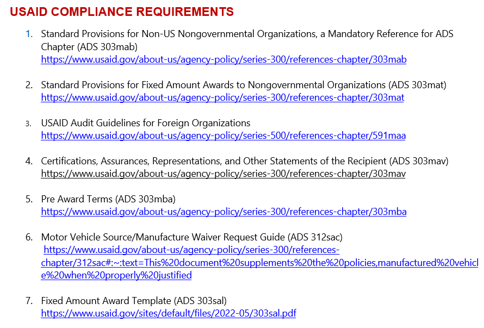 USAID COMPLIANCE REQUIREMENTS
1. Standard Provisions for Non-US Nongovernmental Organizations, a Mandatory Reference for ADS
Chapter (ADS 303mab)
https://www.usaid.gov/about-us/agency-policy/series-300/references-chapter/303mab
2. Standard Provisions for Fixed Amount Awards to Nongovernmental Organizations (ADS 303mat)
https://www.usaid.gov/about-us/agency-policy/series-300/references-chapter/303mat
3. USAID Audit Guidelines for Foreign Organizations
https://www.usaid.gov/about-us/agency-policy/series-500/references-chapter/591maa
4. Certifications, Assurances, Representations, and Other Statements of the Recipient (ADS 303mav)
https://www.usaid.gov/about-us/agency-policy/series-300/references-chapter/303mav
5. Pre Award Terms (ADS 303mba)
https://www.usaid.gov/about-us/agency-policy/series-300/references-chapter/303mba
6. Motor Vehicle Source/Manufacture Waiver Request Guide (ADS 312sac)
https://www.usaid.gov/about-us/agency-policy/series-300/references-
chapter/312sac#:~:text=This%20document%20supplements%20the%20policies,manufactured%20vehicl
e%20when%20properly%20justified
7. Fixed Amount Award Template (ADS 303sal)
https://www.usaid.gov/sites/default/files/2022-05/303sal.pdf